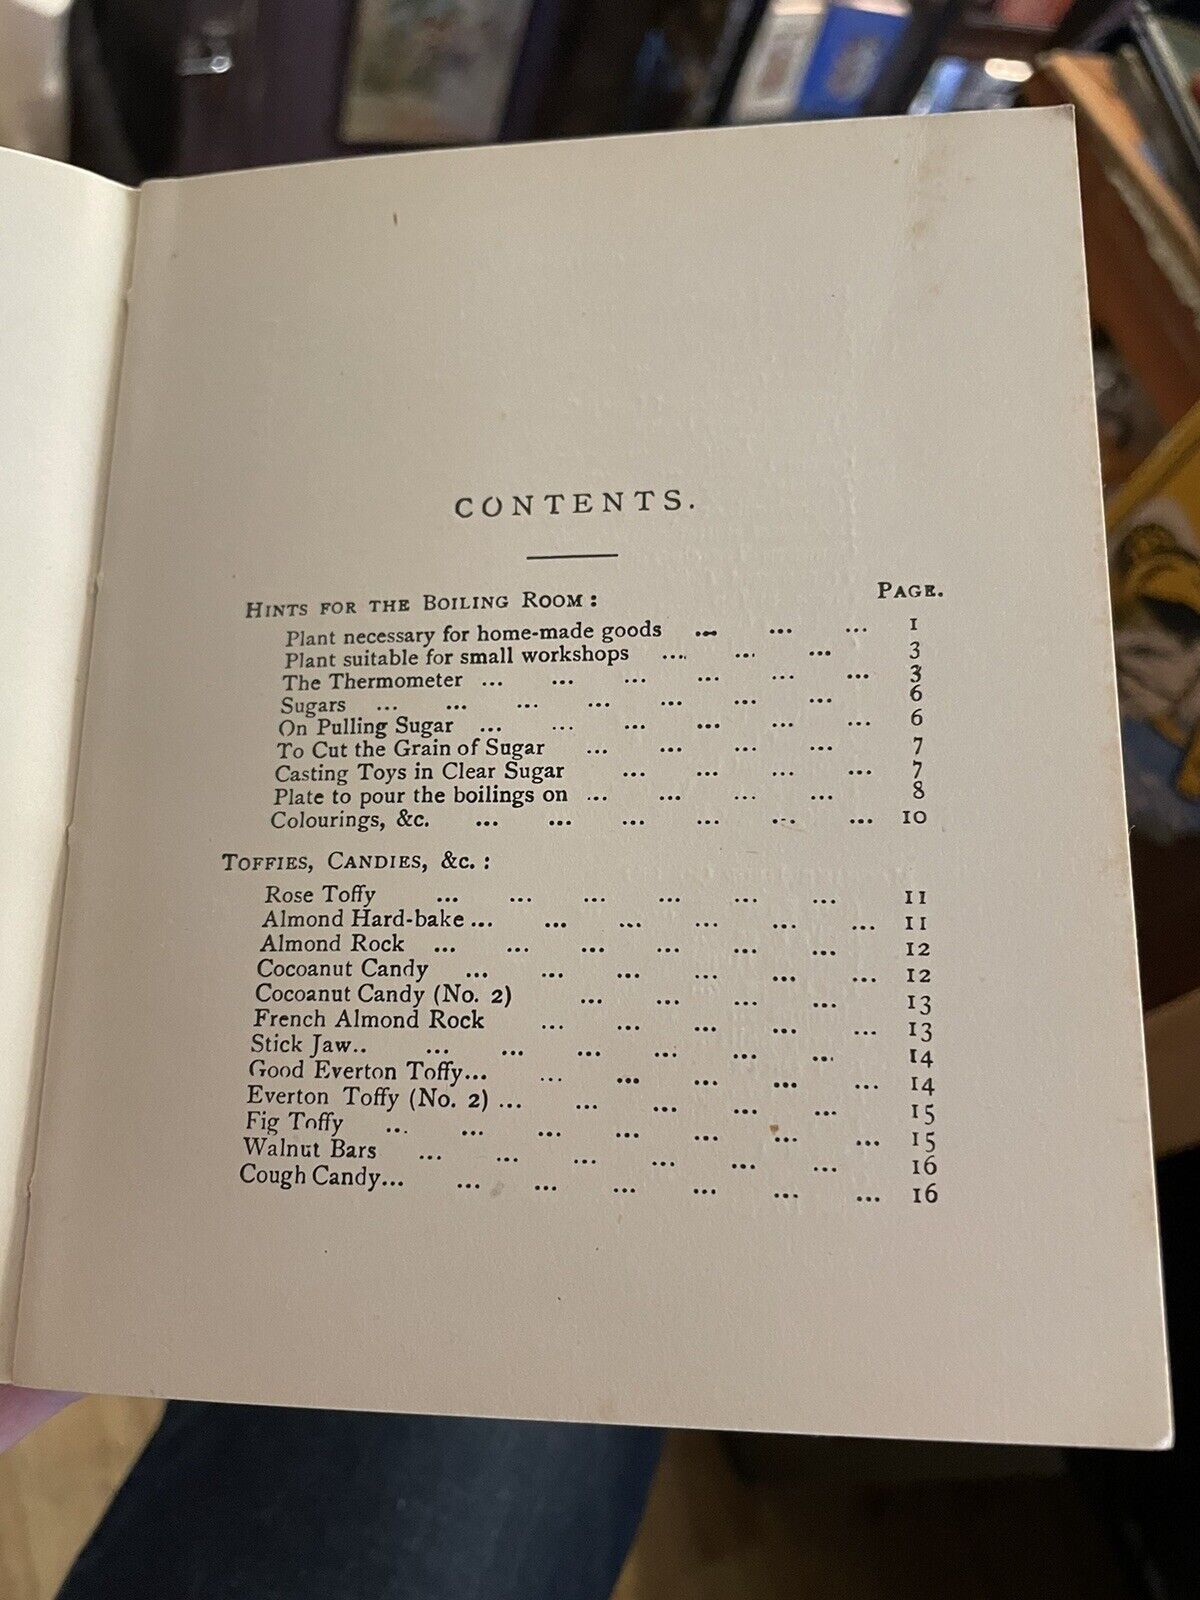 CONTENTS.
PAGE.
HINTS FOR THE BOILING ROOM:
Plant necessary for home-made goods ... ... ... 1
Plant suitable for small workshops ... ... ... 3
The Thermometer ... ... ... ... ... ... 3
Sugars ... ... ... ... ... ... ... 6
On Pulling Sugar ... ... ... ... ... ... 6
To Cut the Grain of Sugar ... ... ... ... 7
Casting Toys in Clear Sugar ... ... ... ... 7
Plate to pour the boilings on ... ... ... ... 8
Colourings, &c. ... ... ... ... ... ... 10
TOFFIES, CANDIES, &c.:
Rose Toffy ... ... ... ... ... ... 11
Almond Hard-bake ... ... ... ... ... ... 11
Almond Rock ... ... ... ... ... ... 12
Cocoanut Candy ... ... ... ... ... ... 12
Cocoanut Candy (No. 2) ... ... ... ... 13
French Almond Rock ... ... ... ... ... 13
Stick Jaw.. ... ... ... ... ... ... 14
Good Everton Toffy... ... ... ... ... ... 14
Everton Toffy (No. 2) ... ... ... ... ... 15
Fig Toffy ... ... ... ... ... ... ... 15
Walnut Bars ... ... ... ... ... ... 16
Cough Candy... ... ... ... ... ... ... 16